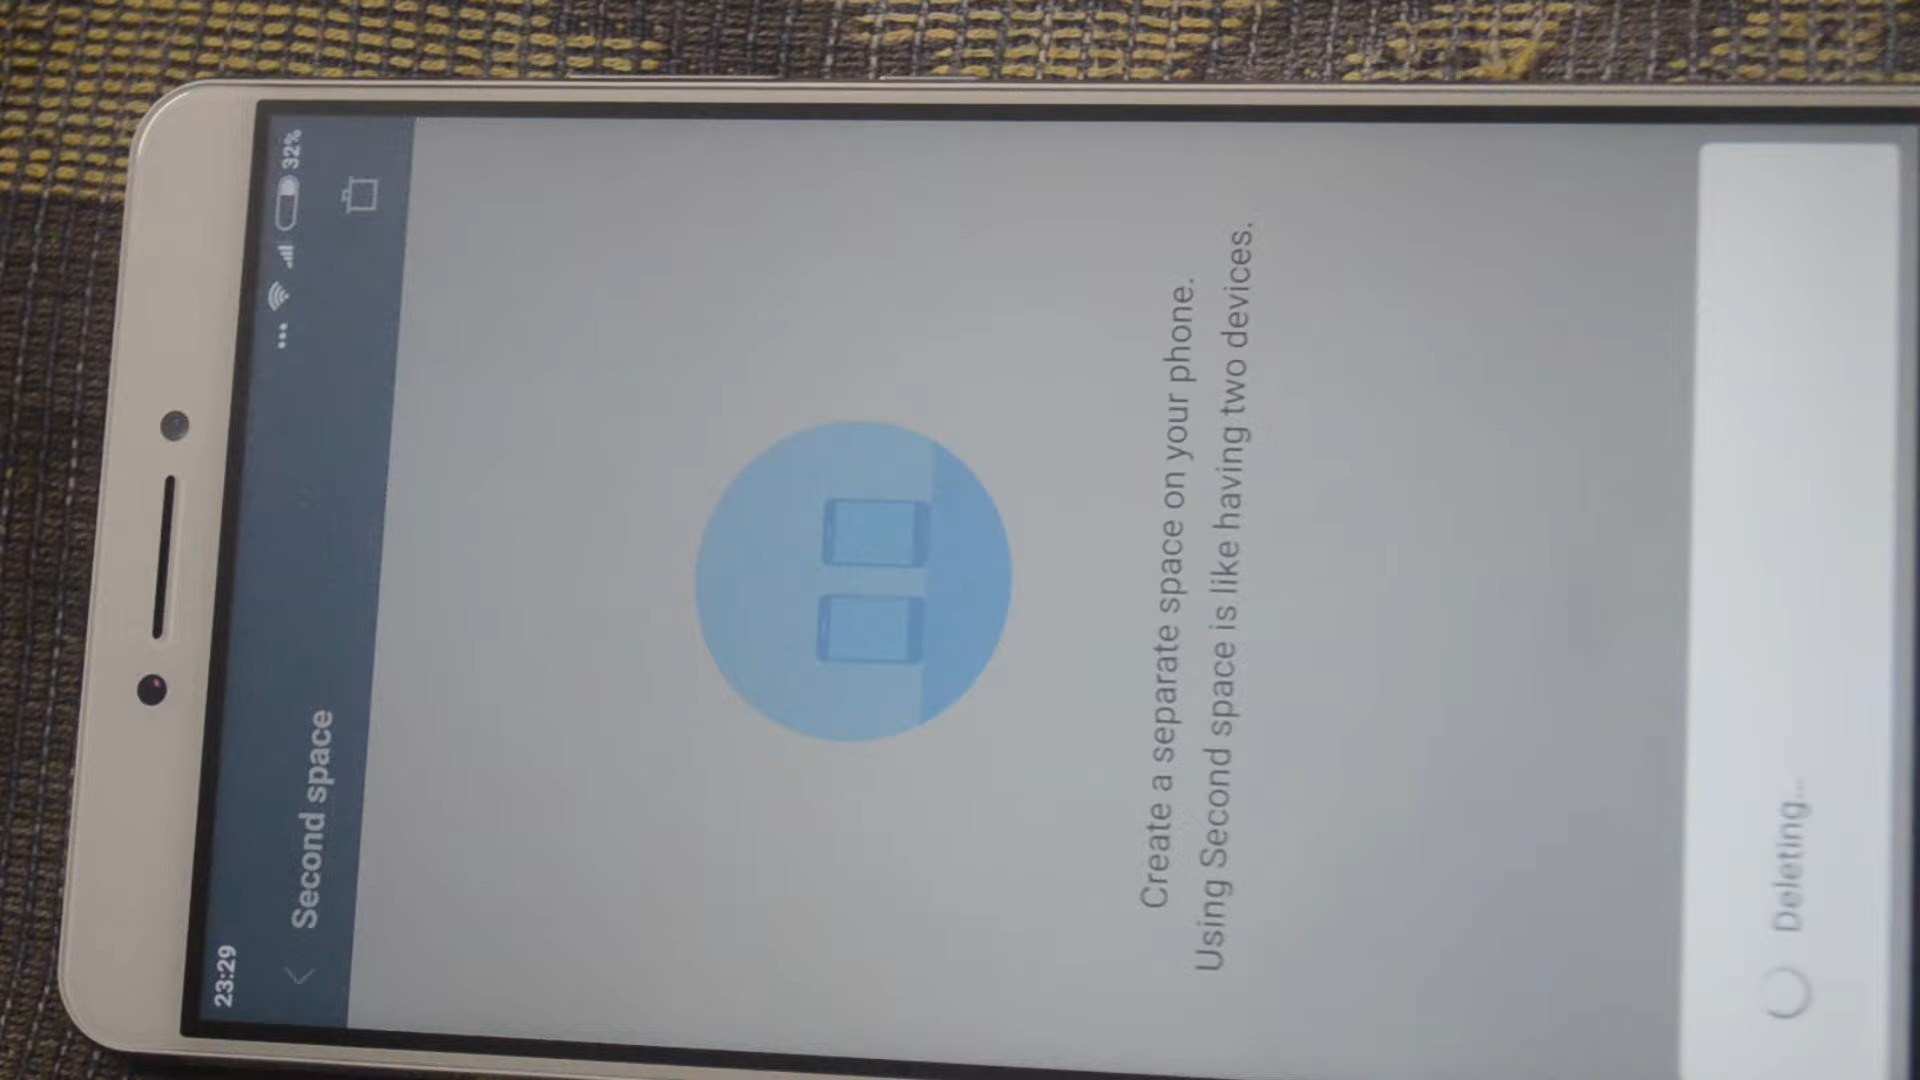 23:29
... 32%
Second space
Create a separate space on your phone.
Using Second space is like having two devices.
Deleting...